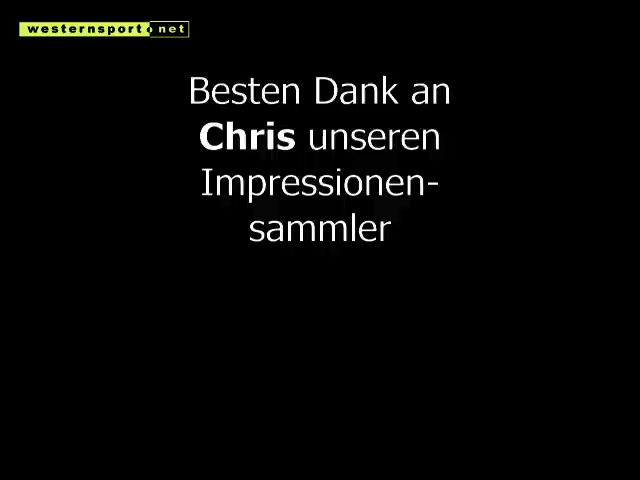 westernsport.net
Besten Dank an
Chris unseren
Impressionen-
sammler